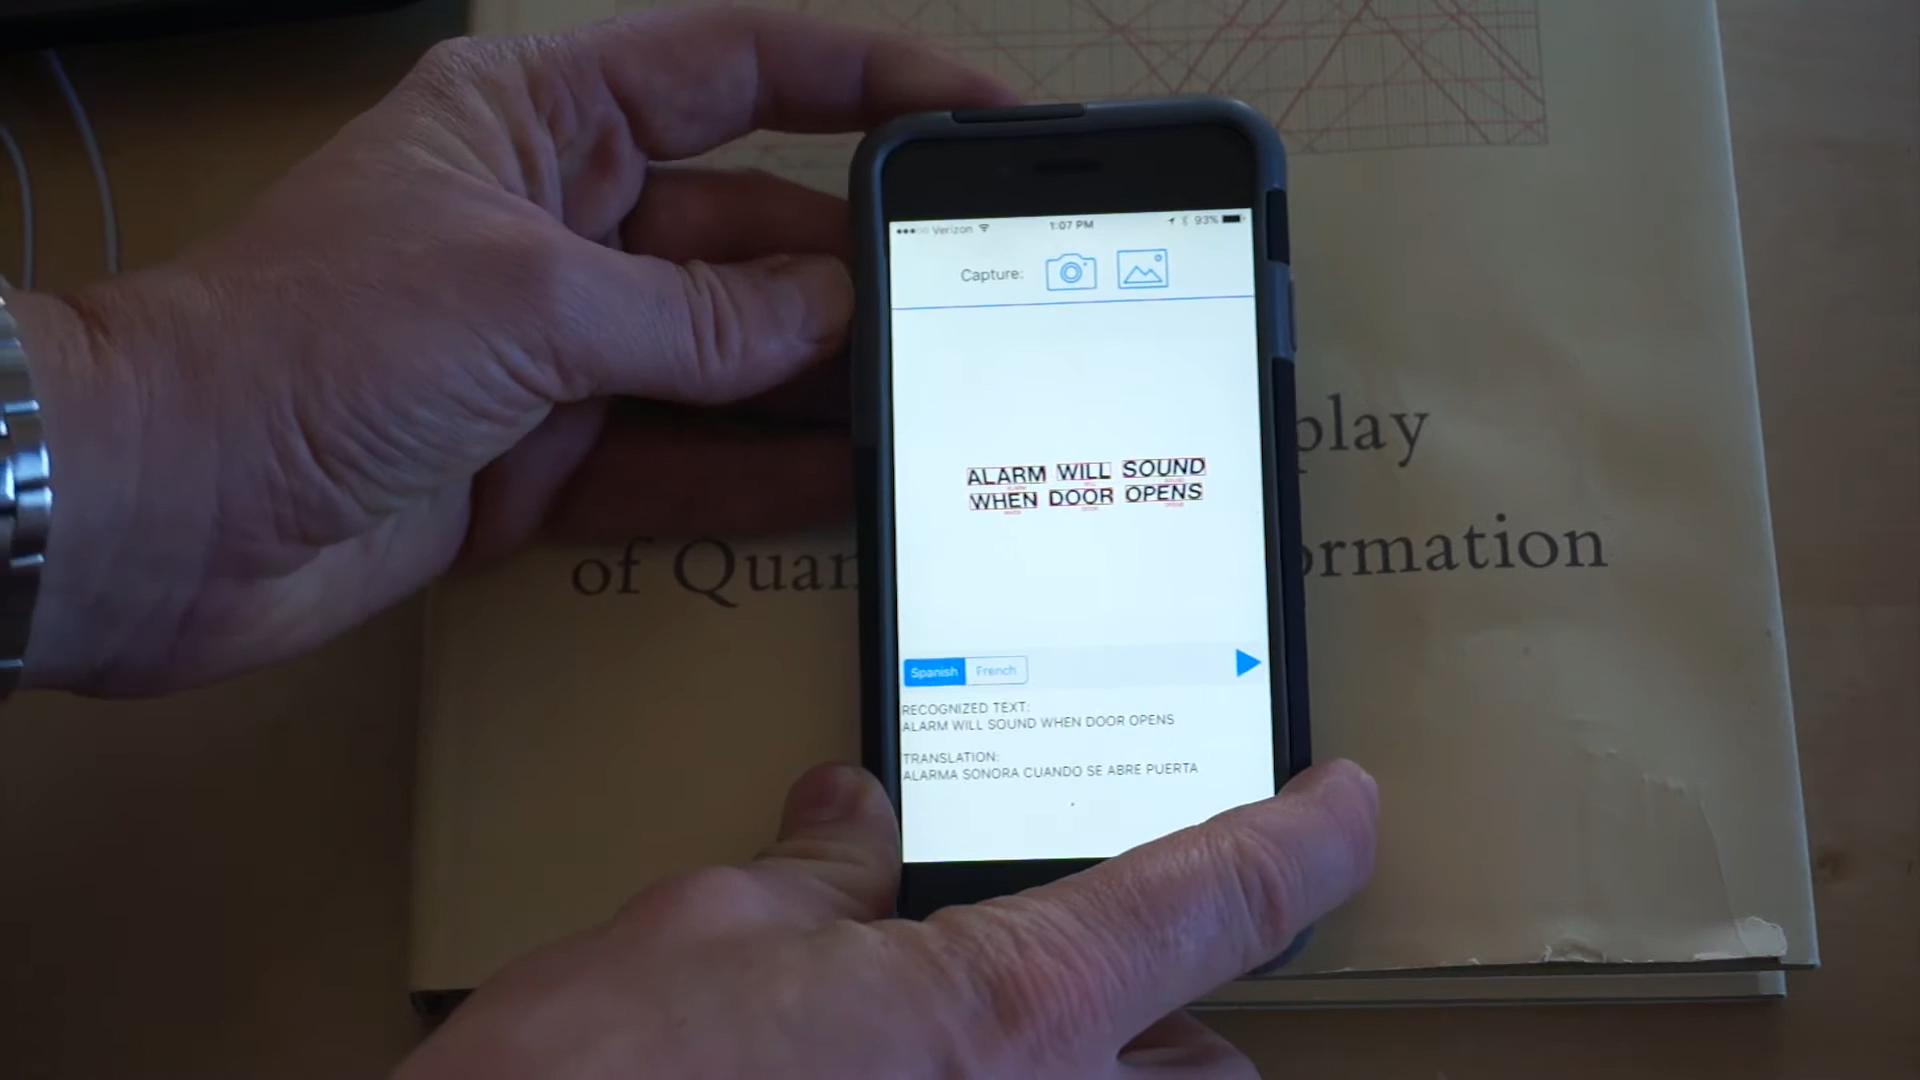 Verizon 1:07 PM 93%
Capture:
ALARM WILL SOUND
WHEN DOOR OPENS
Spanish French
RECOGNIZED TEXT:
ALARM WILL SOUND WHEN DOOR OPENS
TRANSLATION:
ALARMA SONORA CUANDO SE ABRE PUERTA
play
of Quan ormation